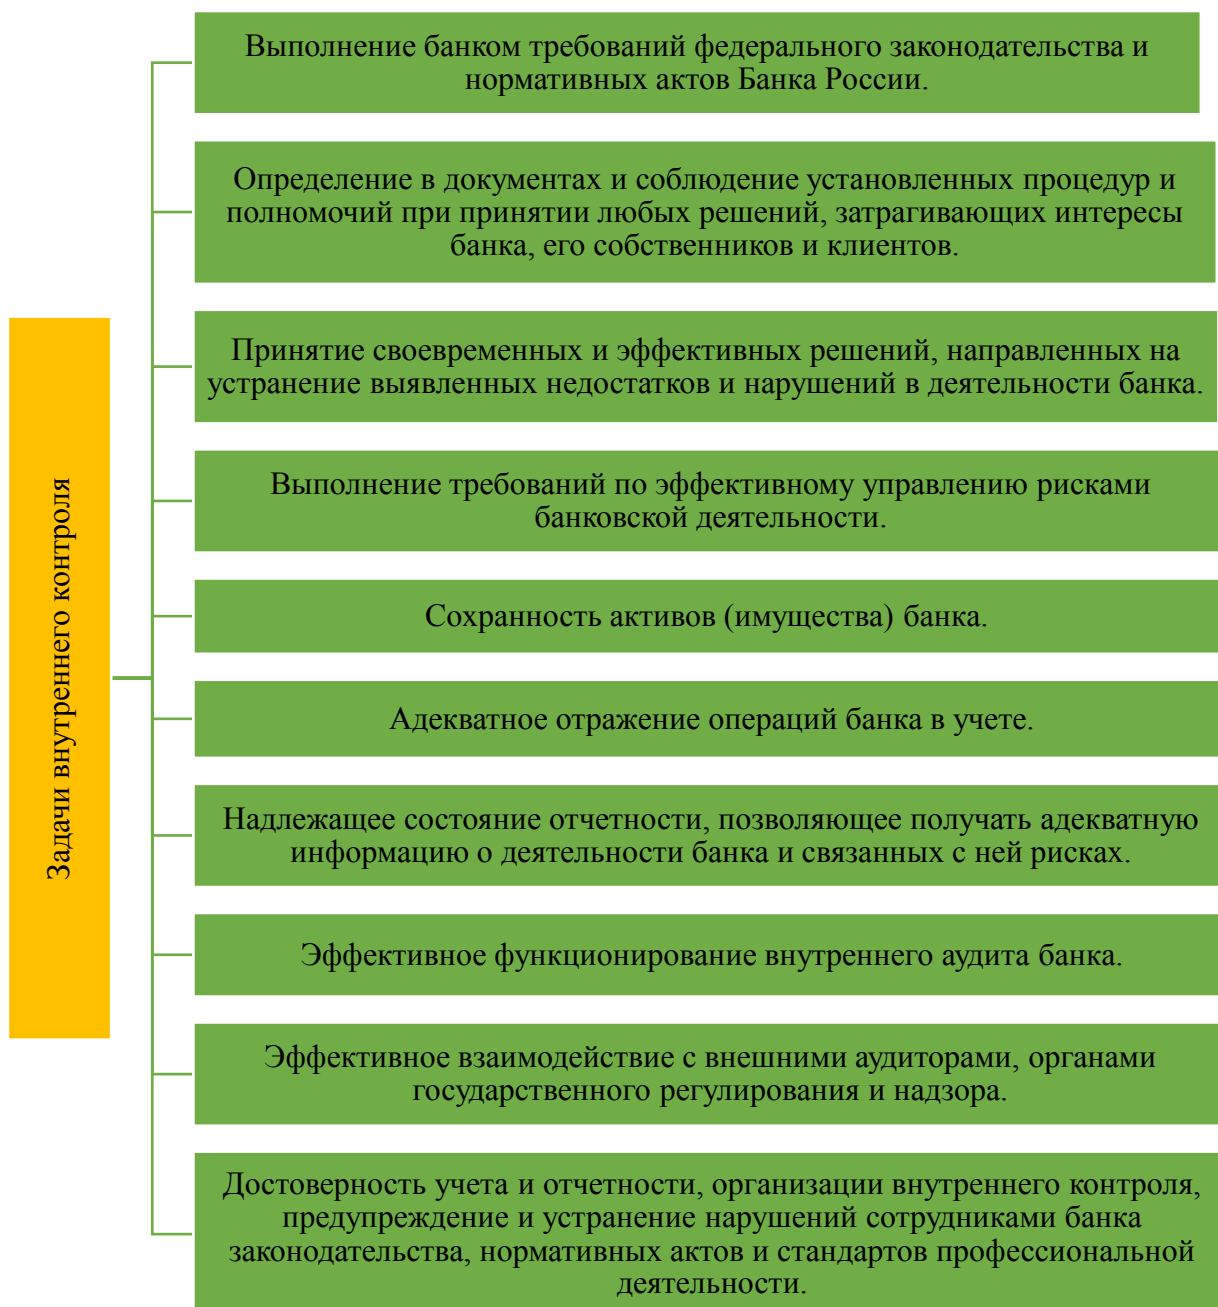 Задачи внутреннего контроля
Выполнение банком требований федерального законодательства и
нормативных актов Банка России.
Определение в документах и соблюдение установленных процедур и
полномочий при принятии любых решений, затрагивающих интересы
банка, его собственников и клиентов.
Принятие своевременных и эффективных решений, направленных на
устранение выявленных недостатков и нарушений в деятельности банка.
Выполнение требований по эффективному управлению рисками
банковской деятельности.
Сохранность активов (имущества) банка.
Адекватное отражение операций банка в учете.
Надлежащее состояние отчетности, позволяющее получать адекватную
информацию о деятельности банка и связанных с ней рисках.
Эффективное функционирование внутреннего аудита банка.
Эффективное взаимодействие с внешними аудиторами, органами
государственного регулирования и надзора.
Достоверность учета и отчетности, организации внутреннего контроля,
предупреждение и устранение нарушений сотрудниками банка
законодательства, нормативных актов и стандартов профессиональной
деятельности.